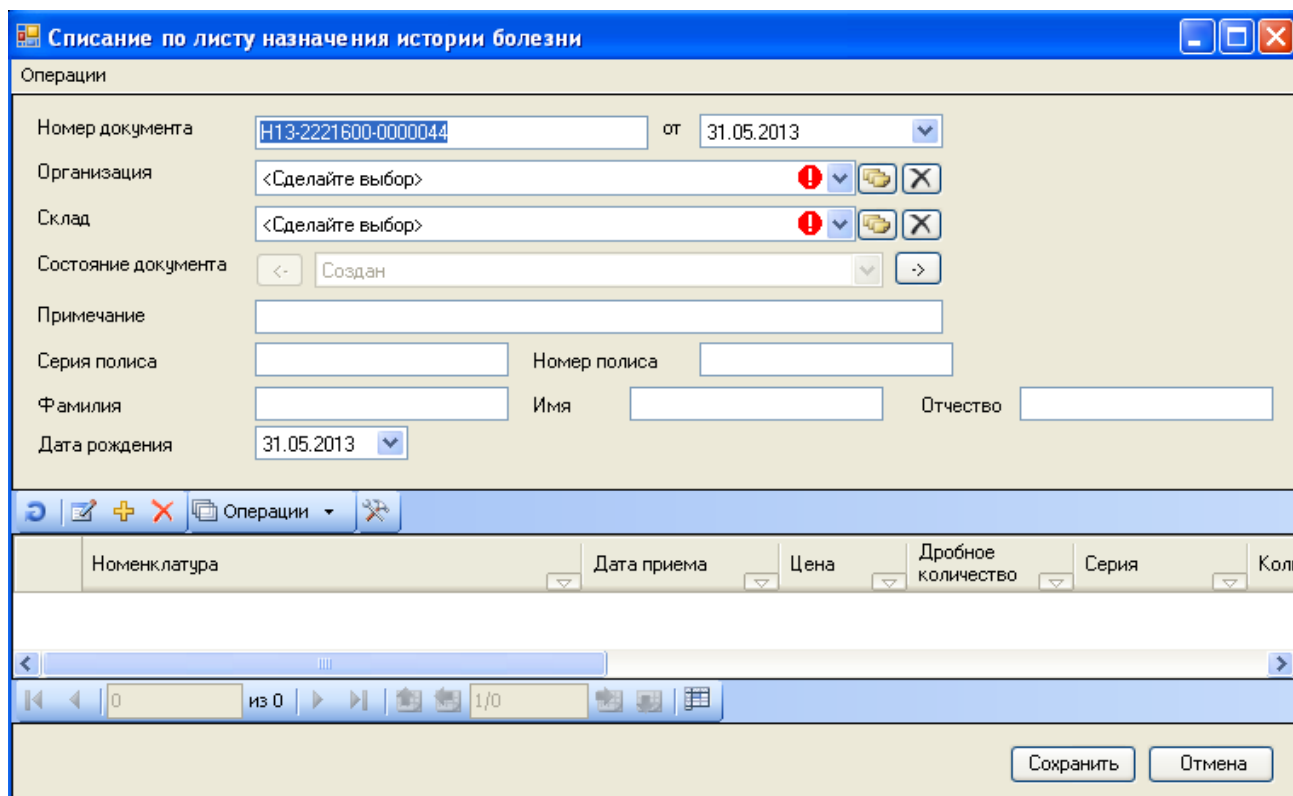 Списание по листу назначения истории болезни
Операции
Номер документа Н13-2221600-0000044 от 31.05.2013
Организация <Сделайте выбор>
Склад <Сделайте выбор>
Состояние документа <- Создан ->
Примечание
Серия полиса Номер полиса
Фамилия Имя Отчество
Дата рождения 31.05.2013
Операции
Номенклатура Дата приема Цена Дробное количество Серия Кол
0 из 0 1/0
Сохранить Отмена